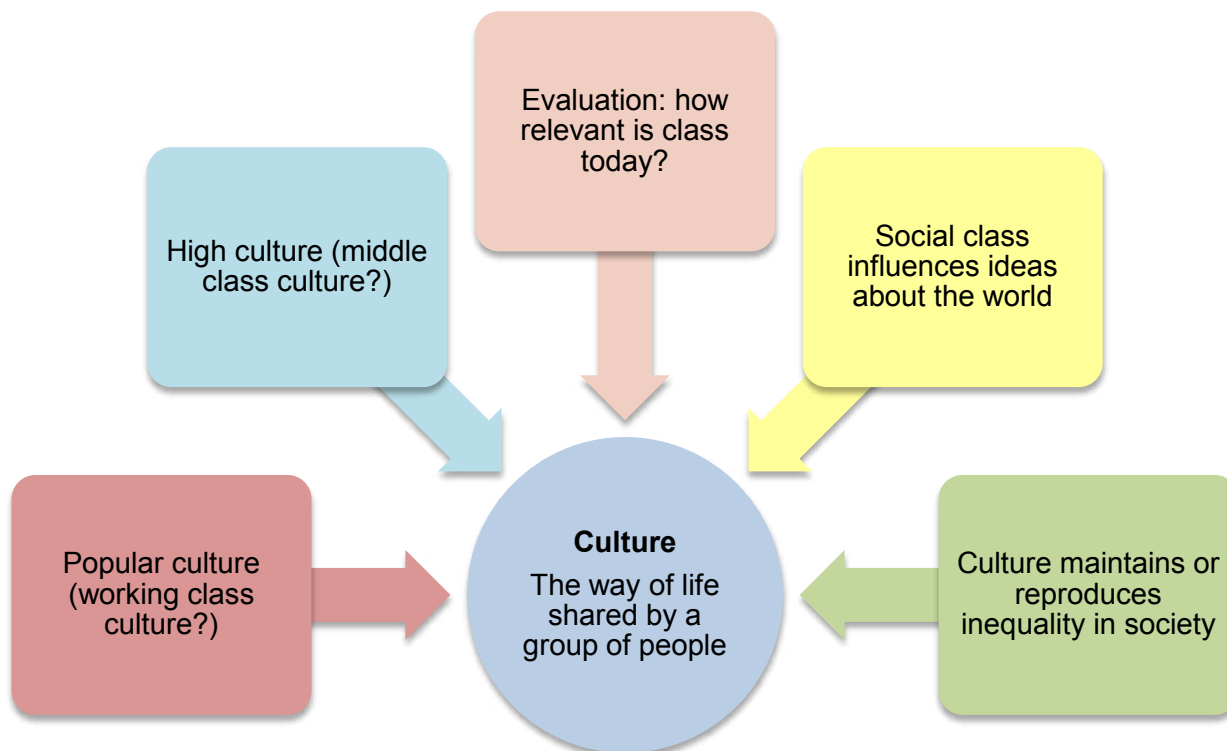 Evaluation: how
relevant is class
today?
High culture (middle
class culture?)
Social class
influences ideas
about the world
Popular culture
(working class
culture?)
Culture
The way of life
shared by a
group of people
Culture maintains or
reproduces
inequality in society